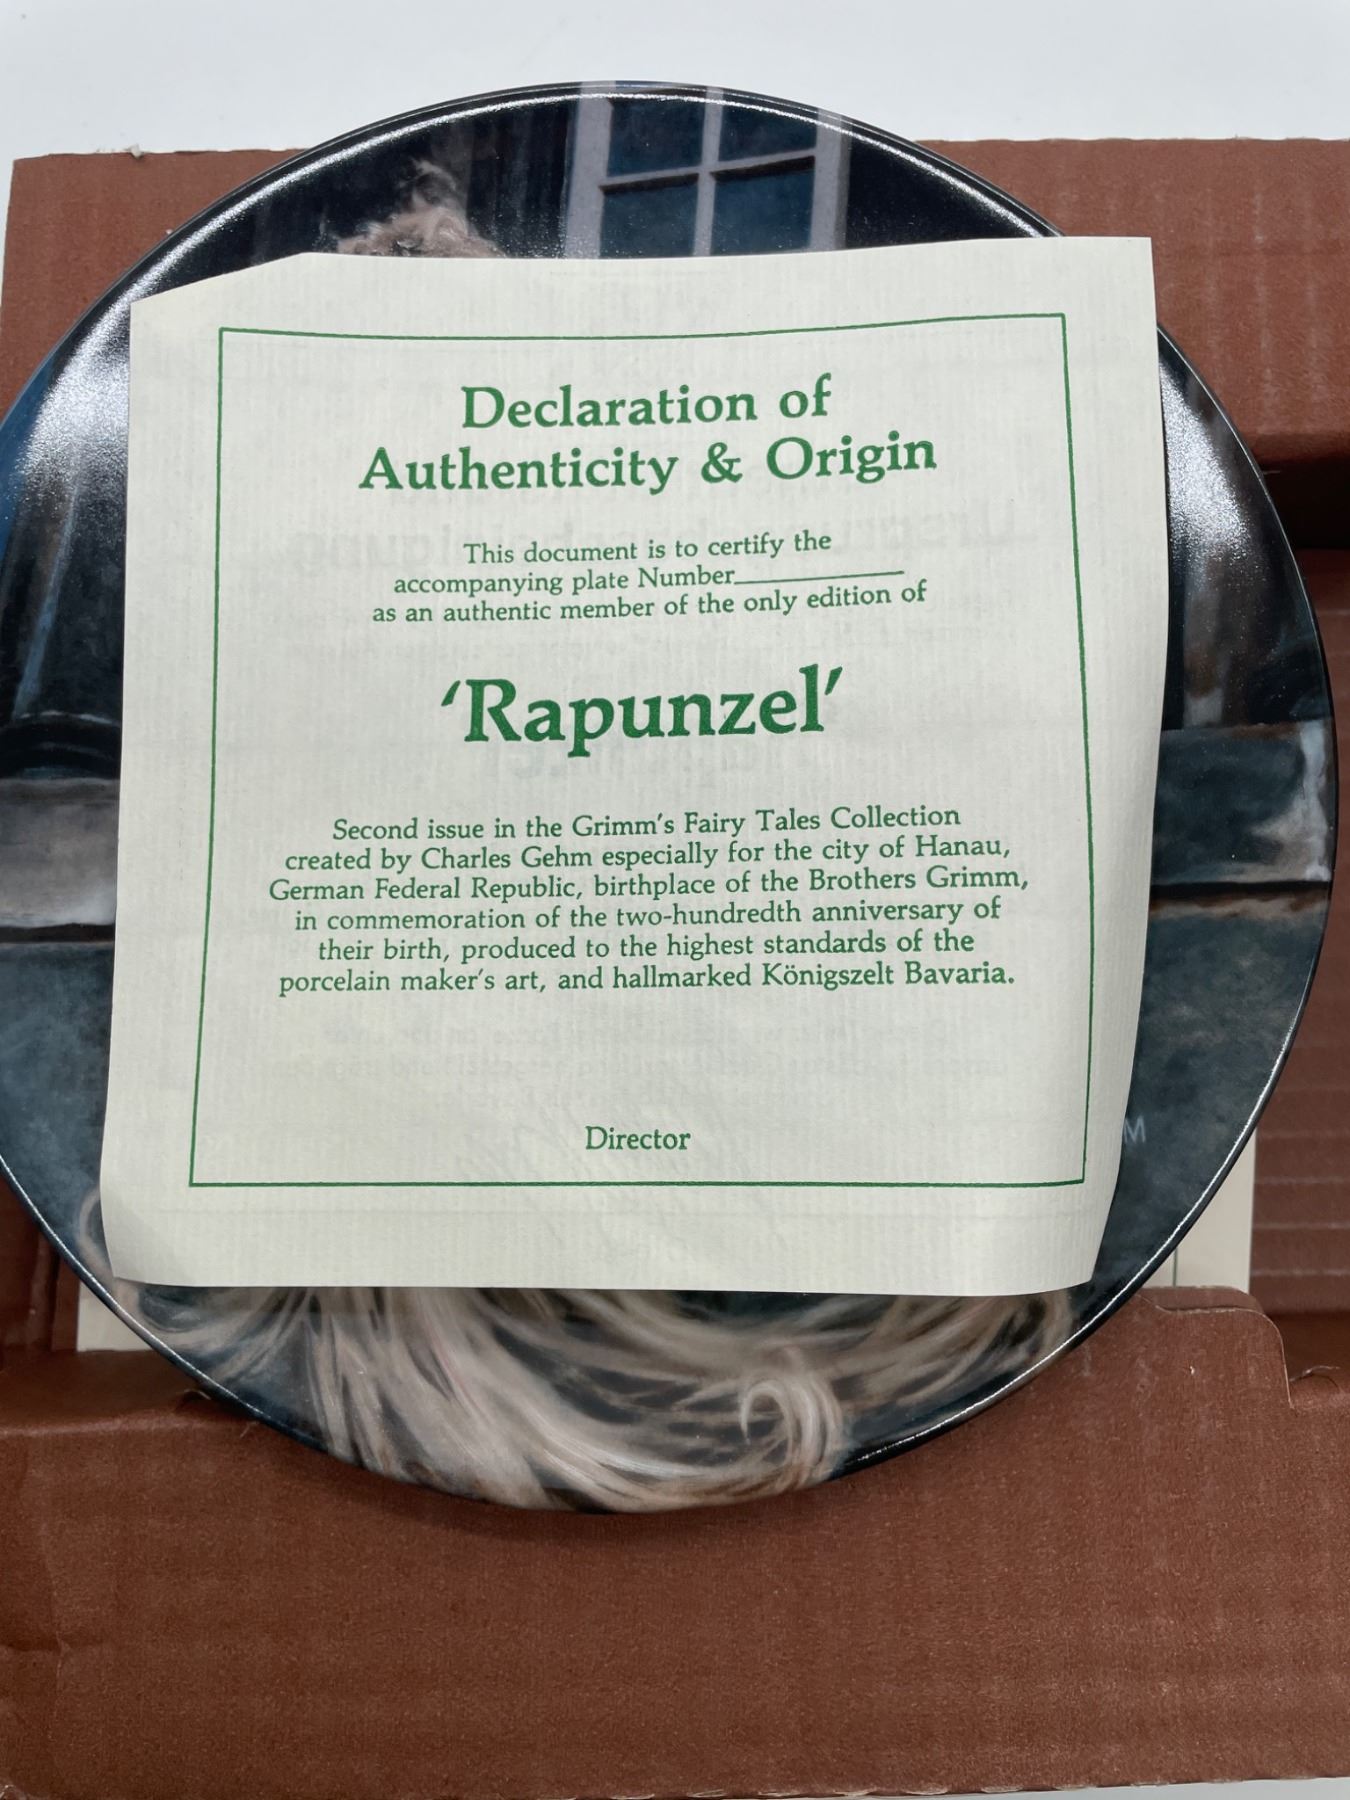 Declaration of
Authenticity & Origin
This document is to certify the
accompanying plate Number__________
as an authentic member of the only edition of
'Rapunzel'
Second issue in the Grimm's Fairy Tales Collection
created by Charles Gehm especially for the city of Hanau,
German Federal Republic, birthplace of the Brothers Grimm,
in commemoration of the two-hundredth anniversary of
their birth, produced to the highest standards of the
porcelain maker's art, and hallmarked Königszelt Bavaria.
Director